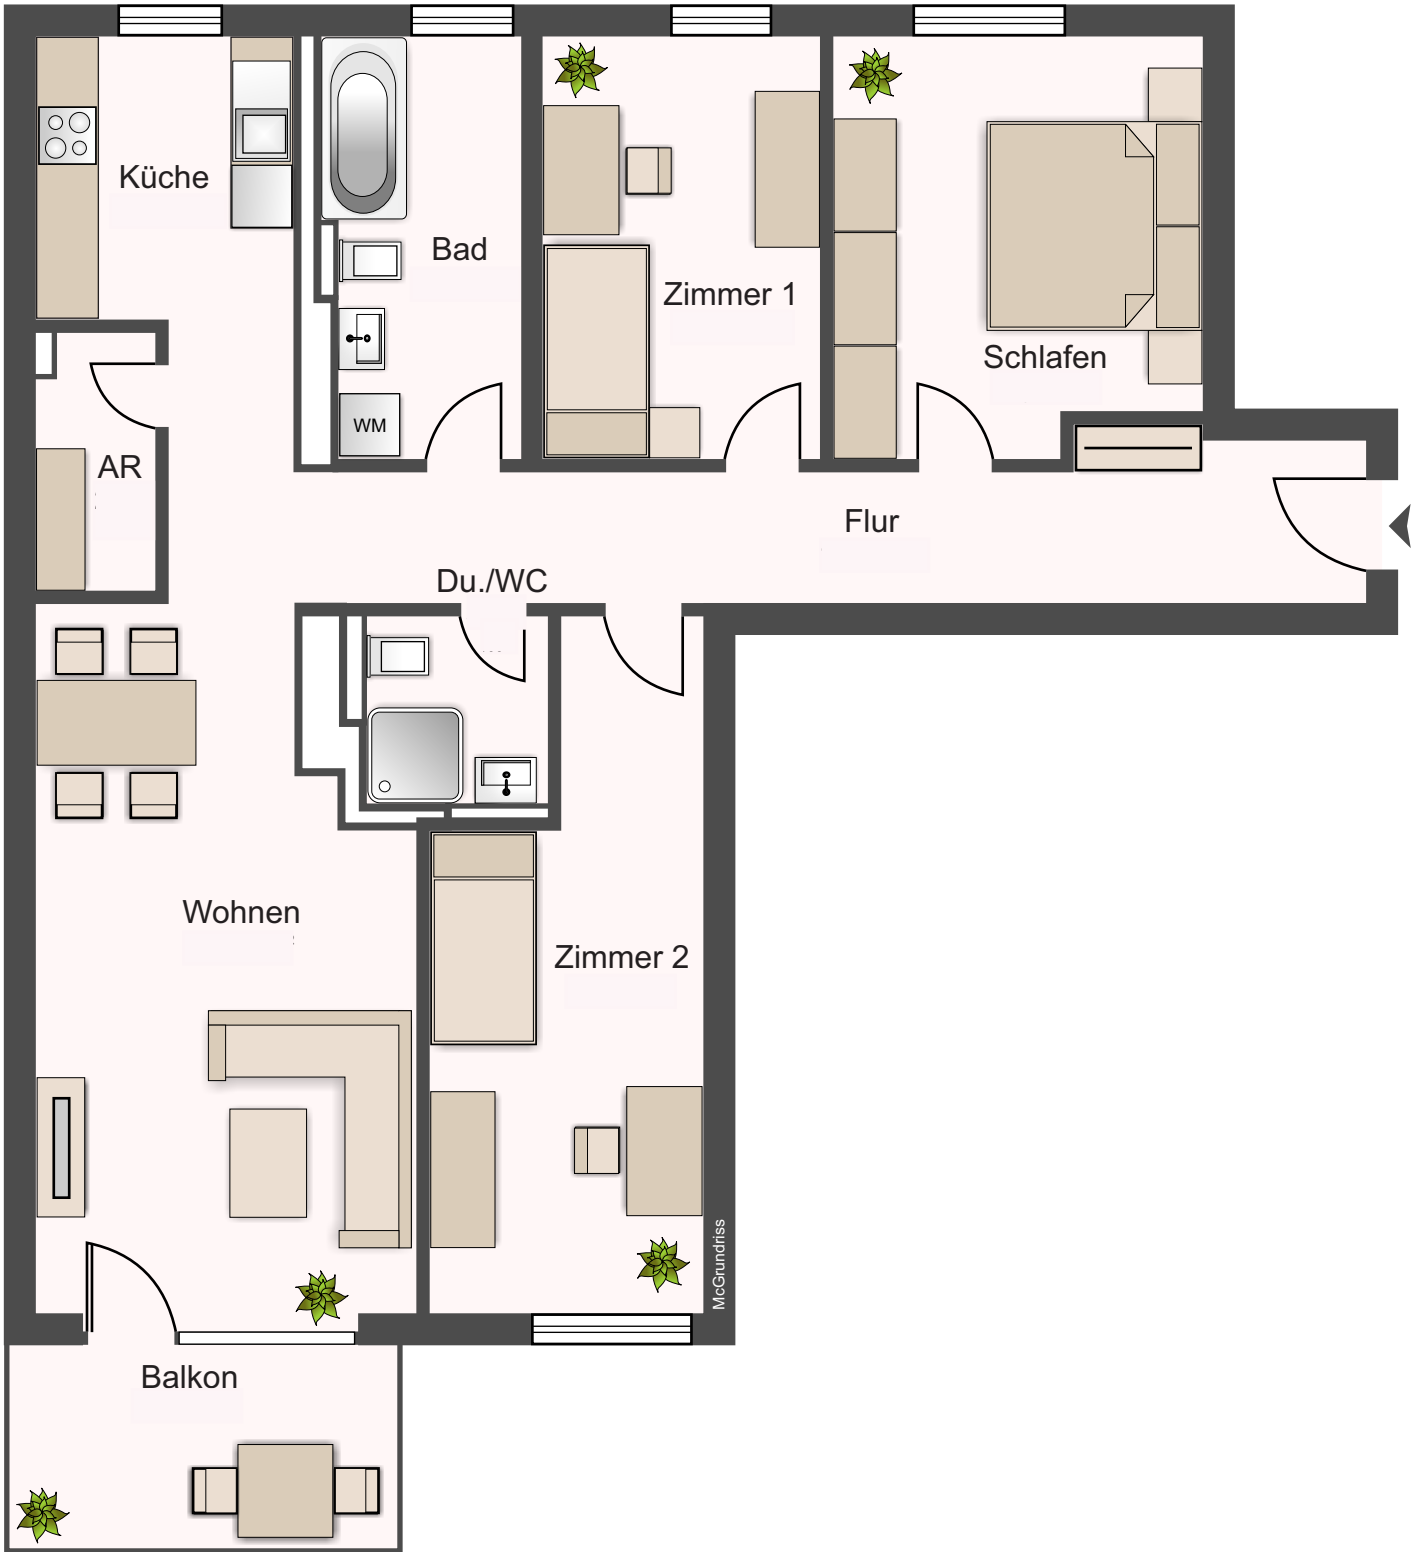 Küche
Bad
Zimmer 1
Schlafen
WM
AR
Flur
Du./WC
Wohnen
Zimmer 2
McGrundriss
Balkon